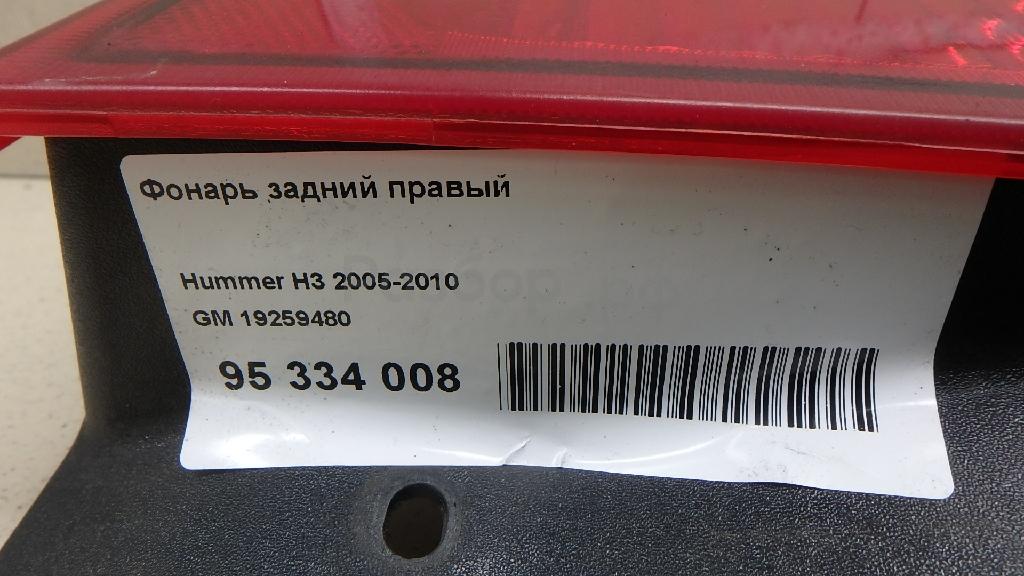 Фонарь задний правый
Hummer H3 2005-2010
GM 19259480
95 334 008